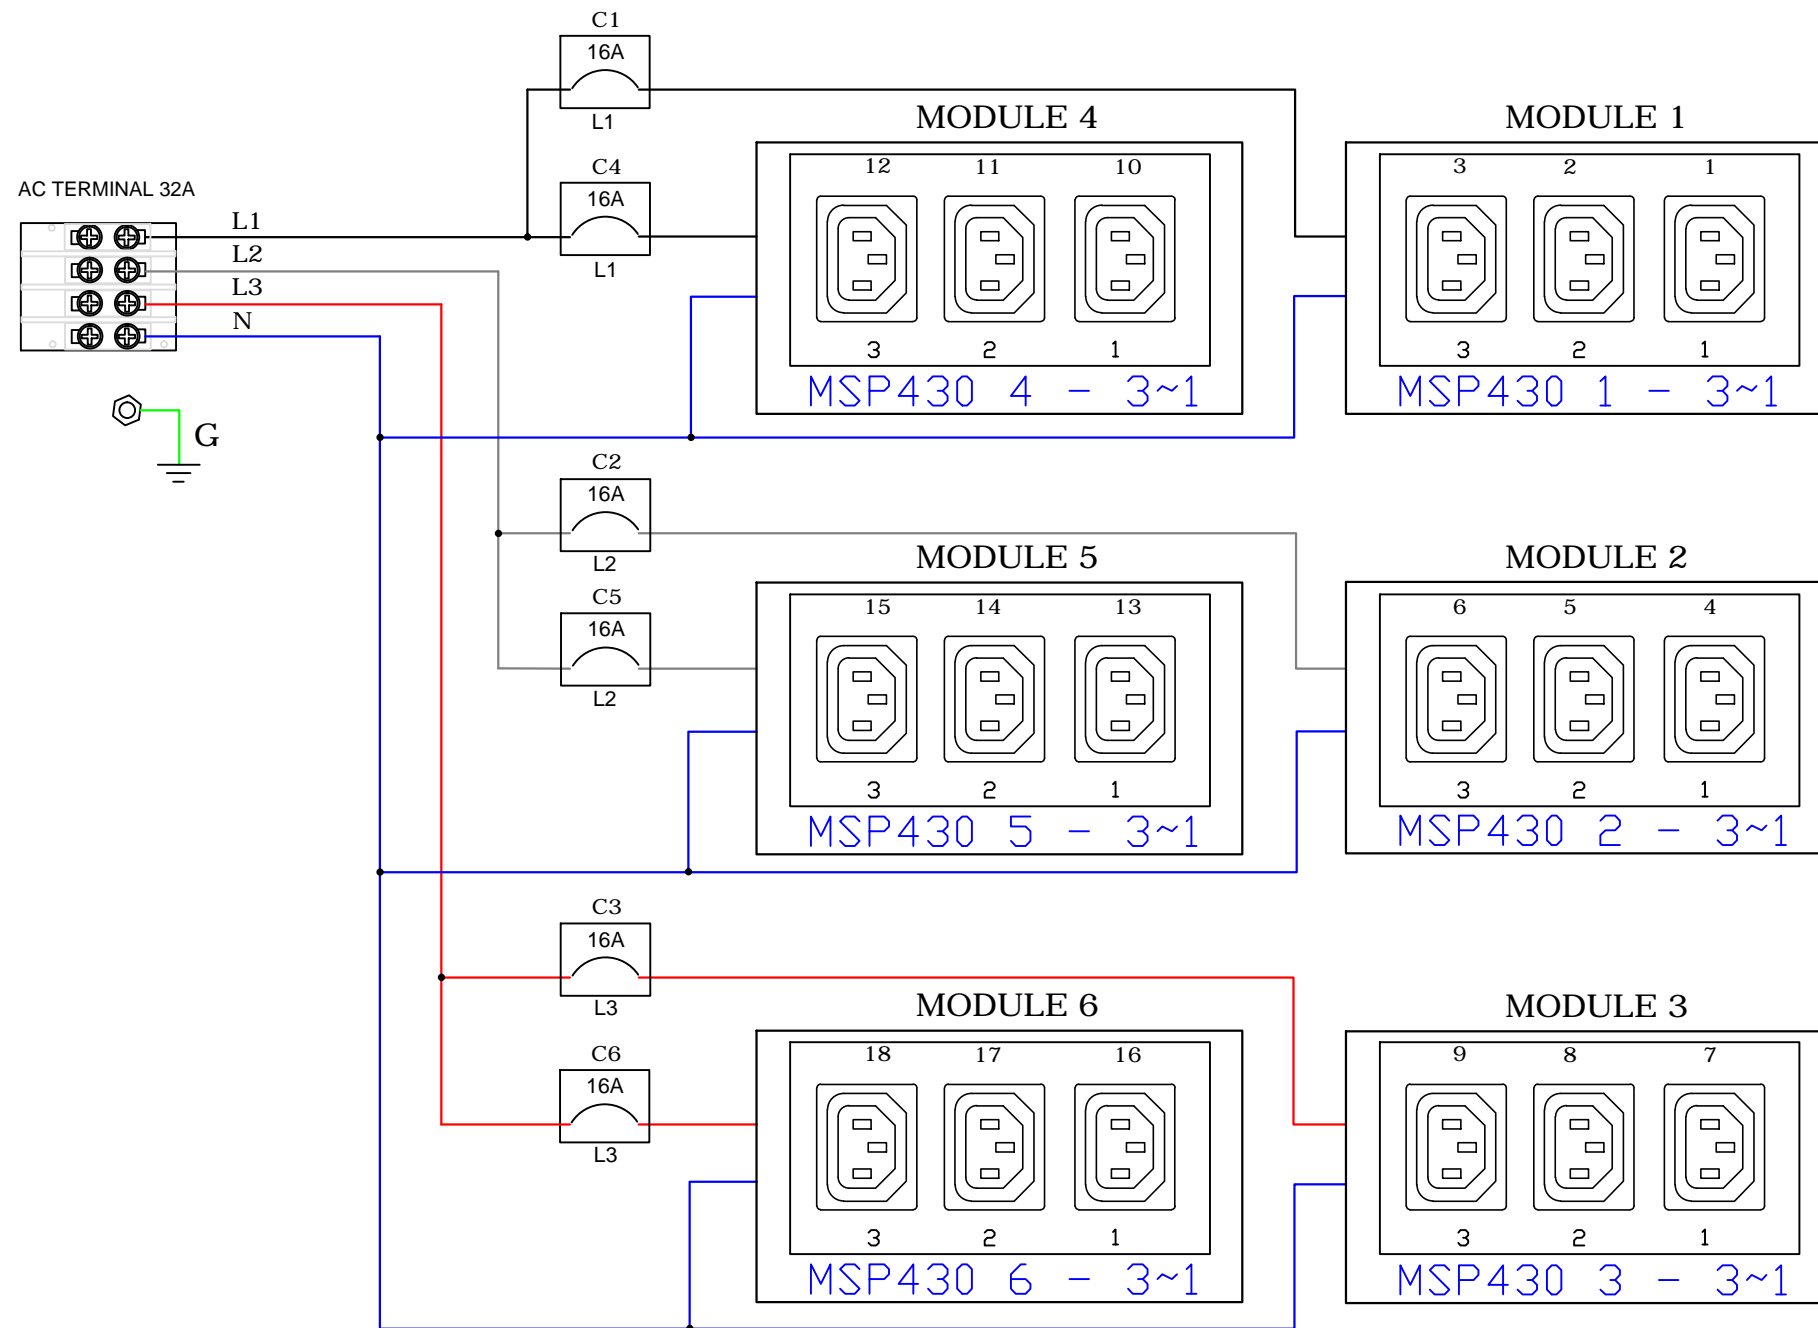 C1
16A
L1
MODULE 4
MODULE 1
C4
16A
L1
12 11 10
3 2 1
AC TERMINAL 32A
L1
L2
L3
N
G
3 2 1
3 2 1
MSP430 4 - 3~1
MSP430 1 - 3~1
C2
16A
L2
MODULE 5
MODULE 2
C5
16A
L2
15 14 13
6 5 4
3 2 1
3 2 1
MSP430 5 - 3~1
MSP430 2 - 3~1
C3
16A
L3
MODULE 6
MODULE 3
C6
16A
L3
18 17 16
9 8 7
3 2 1
3 2 1
MSP430 6 - 3~1
MSP430 3 - 3~1